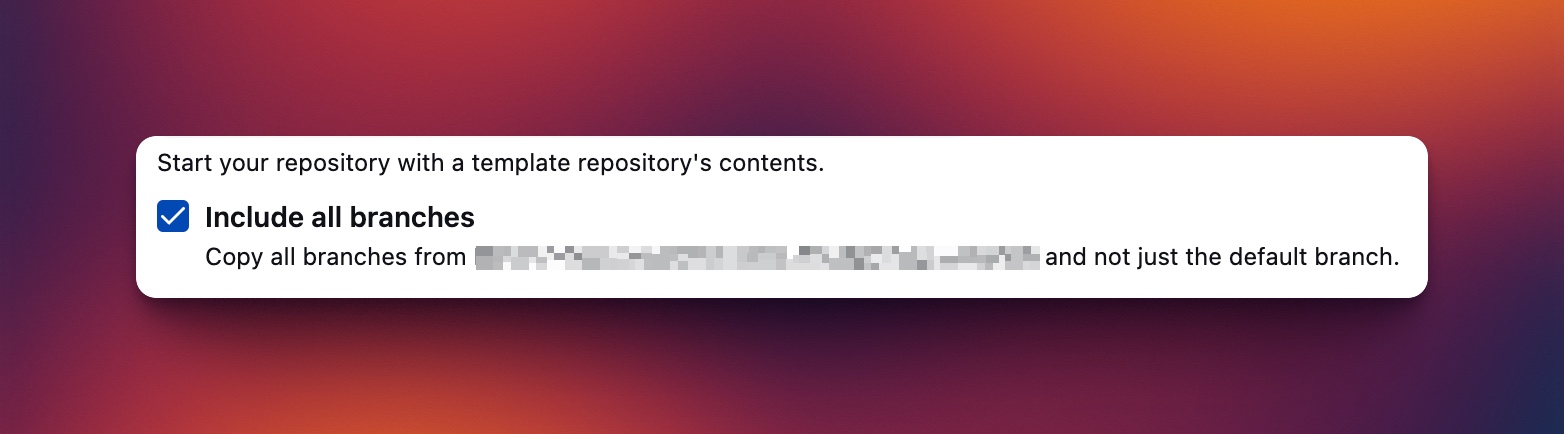 Start your repository with a template repository's contents.
Include all branches
Copy all branches from and not just the default branch.